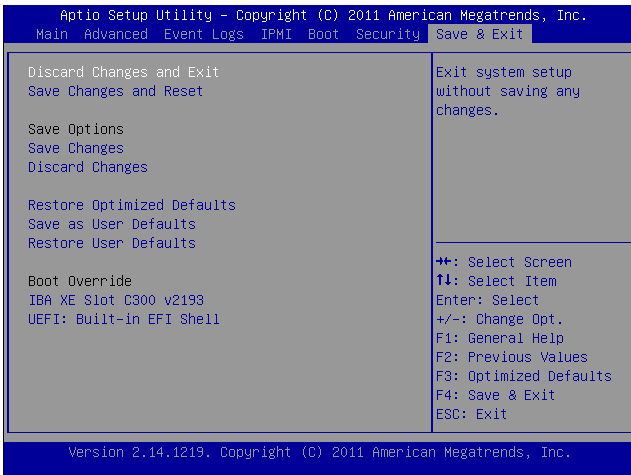 Aptio Setup Utility – Copyright (C) 2011 American Megatrends, Inc.
Main Advanced Event Logs IPMI Boot Security Save & Exit
Discard Changes and Exit
Save Changes and Reset
Save Options
Save Changes
Discard Changes
Restore Optimized Defaults
Save as User Defaults
Restore User Defaults
Boot Override
IBA XE Slot C300 v2193
UEFI: Built-in EFI Shell
Exit system setup
without saving any
changes.
→←: Select Screen
↑↓: Select Item
Enter: Select
+/-: Change Opt.
F1: General Help
F2: Previous Values
F3: Optimized Defaults
F4: Save & Exit
ESC: Exit
Version 2.14.1219. Copyright (C) 2011 American Megatrends, Inc.